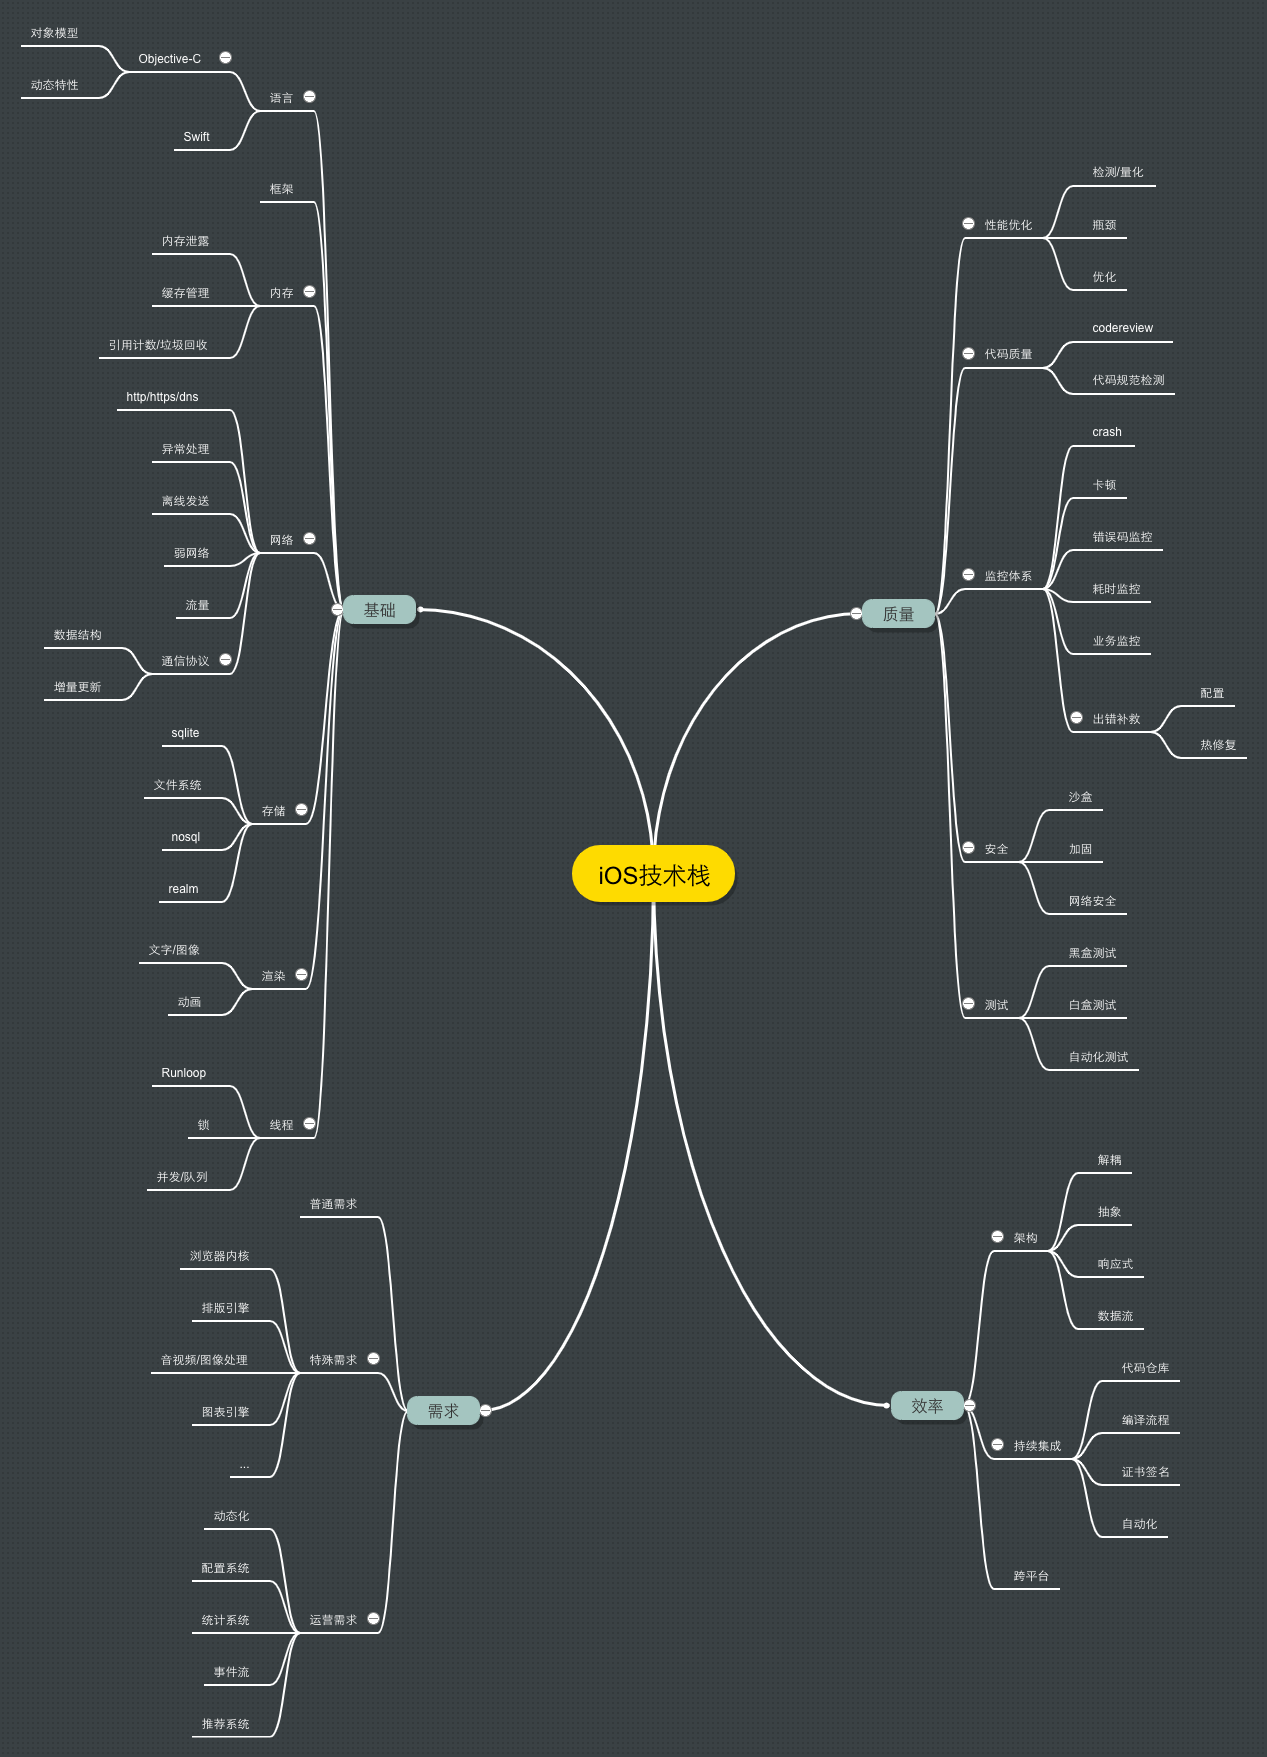 iOS技术栈
基础
语言
Objective-C
对象模型
动态特性
Swift
框架
内存
内存泄露
缓存管理
引用计数/垃圾回收
网络
http/https/dns
异常处理
离线发送
弱网络
流量
通信协议
数据结构
增量更新
存储
sqlite
文件系统
nosql
realm
渲染
文字/图像
动画
线程
Runloop
锁
并发/队列
需求
普通需求
特殊需求
浏览器内核
排版引擎
音视频/图像处理
图表引擎
...
运营需求
动态化
配置系统
统计系统
事件流
推荐系统
质量
性能优化
检测/量化
瓶颈
优化
代码质量
codereview
代码规范检测
监控体系
crash
卡顿
错误码监控
耗时监控
业务监控
出错补救
配置
热修复
安全
沙盒
加固
网络安全
测试
黑盒测试
白盒测试
自动化测试
效率
架构
解耦
抽象
响应式
数据流
持续集成
代码仓库
编译流程
证书签名
自动化
跨平台